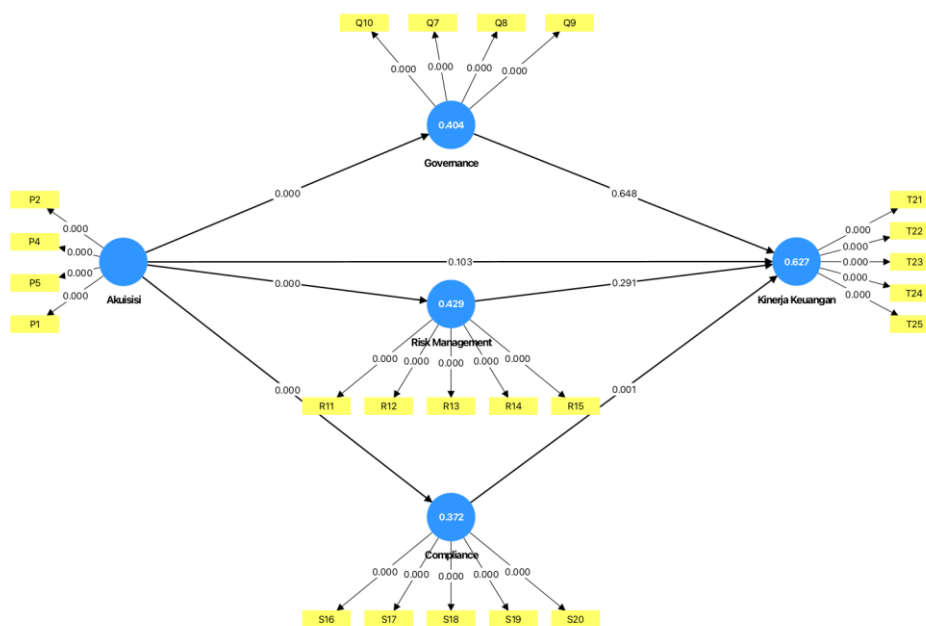 Q10 Q7 Q8 Q9
0.000 0.000 0.000 0.000
0.404
Governance
0.000 0.648
P2 T21
0.000 0.000
P4 T22
0.000 0.000
P5 0.103 0.627 T23
0.000 0.000
Akuisisi Kinerja Keuangan
0.000 0.000
T24
P1 T25
0.000 0.000
0.000 0.291
0.429
Risk Management
0.000 0.000 0.000 0.000 0.000
0.000 0.001
R11 R12 R13 R14 R15
0.372
Compliance
0.000 0.000 0.000 0.000 0.000
S16 S17 S18 S19 S20